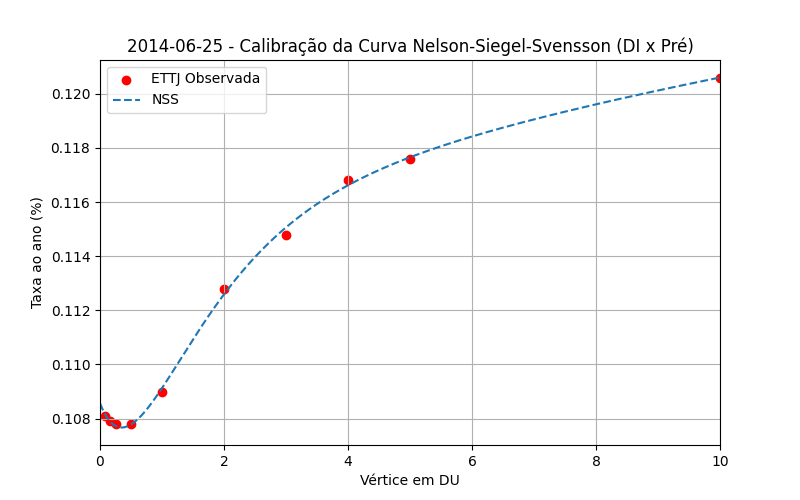 2014-06-25 - Calibração da Curva Nelson-Siegel-Svensson (DI x Pré)
ETTJ Observada
NSS
Taxa ao ano (%)
0.120
0.118
0.116
0.114
0.112
0.110
0.108
0 2 4 6 8 10
Vértice em DU